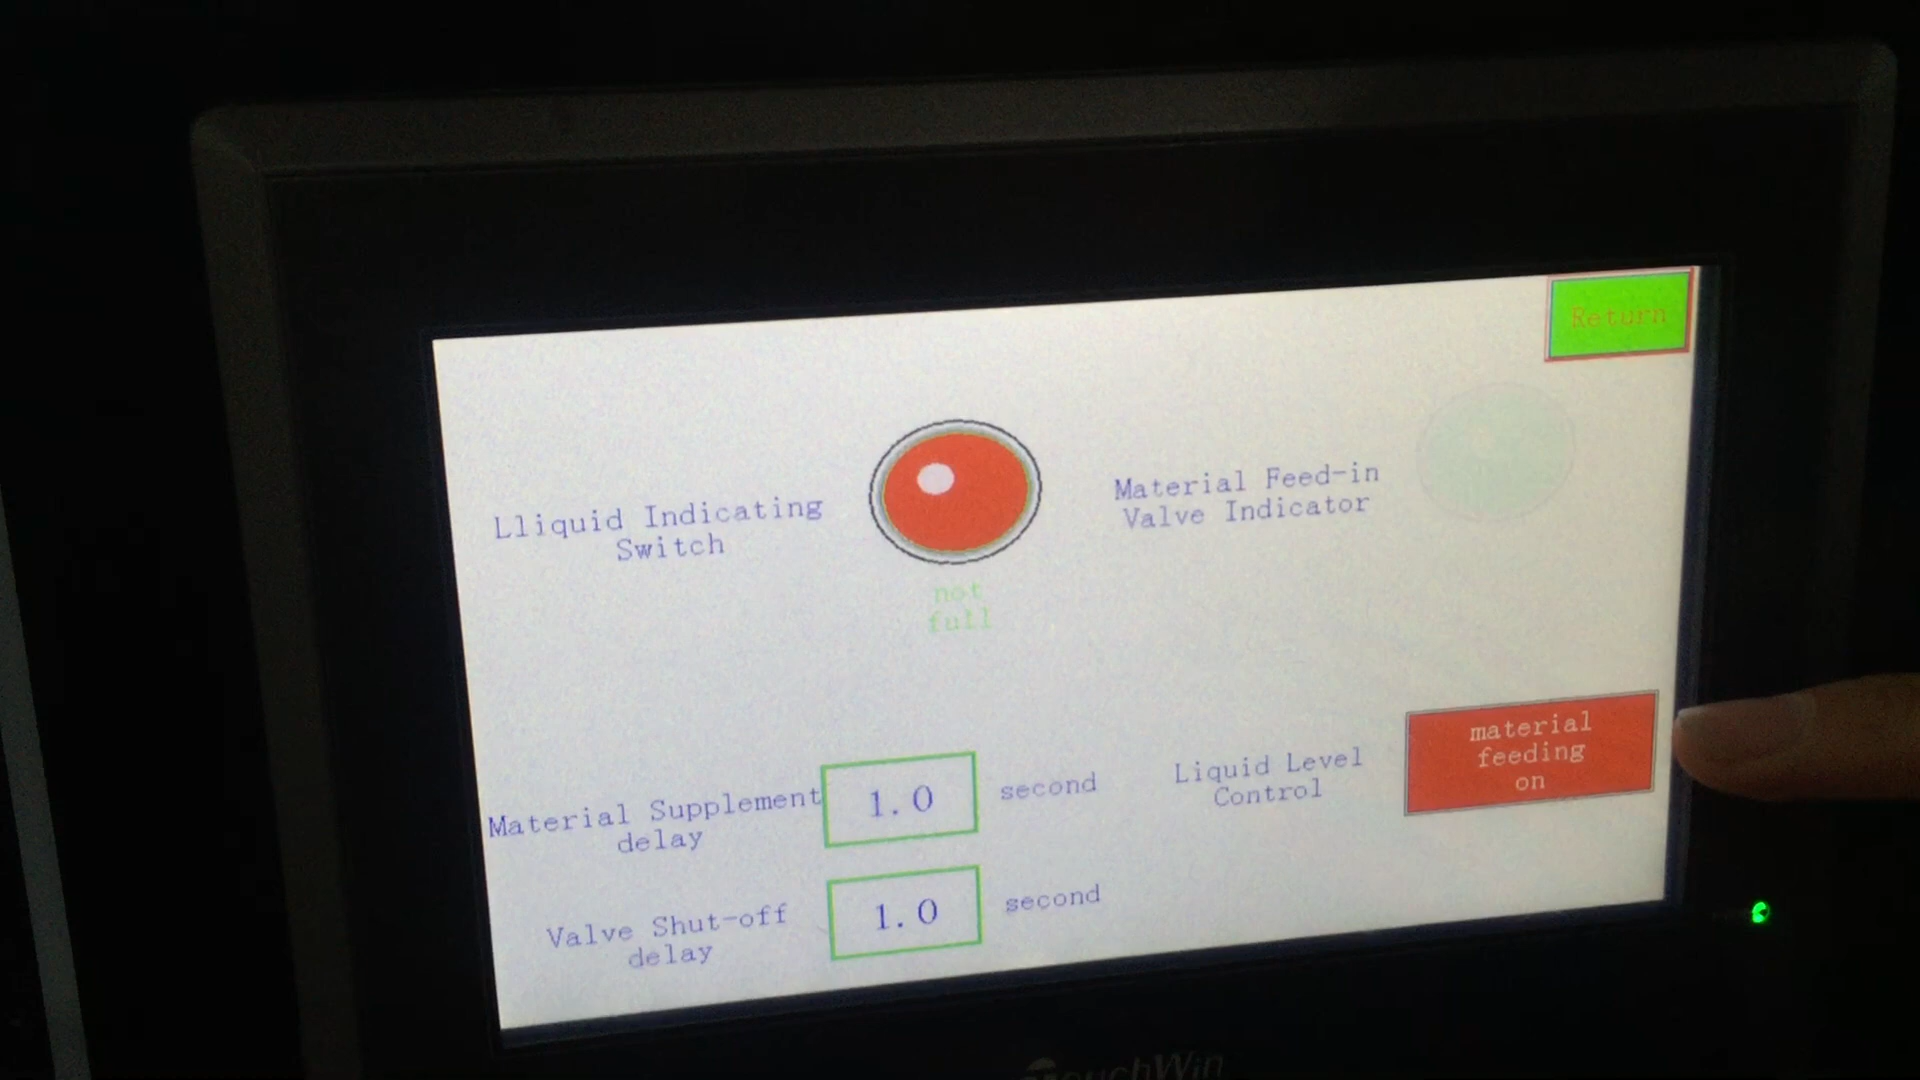 Return
Lliquid Indicating
Switch
not
full
Material Feed-in
Valve Indicator
Material Supplement
delay
1.0
second
Liquid Level
Control
material
feeding
on
Valve Shut-off
delay
1.0
second
TouchWin